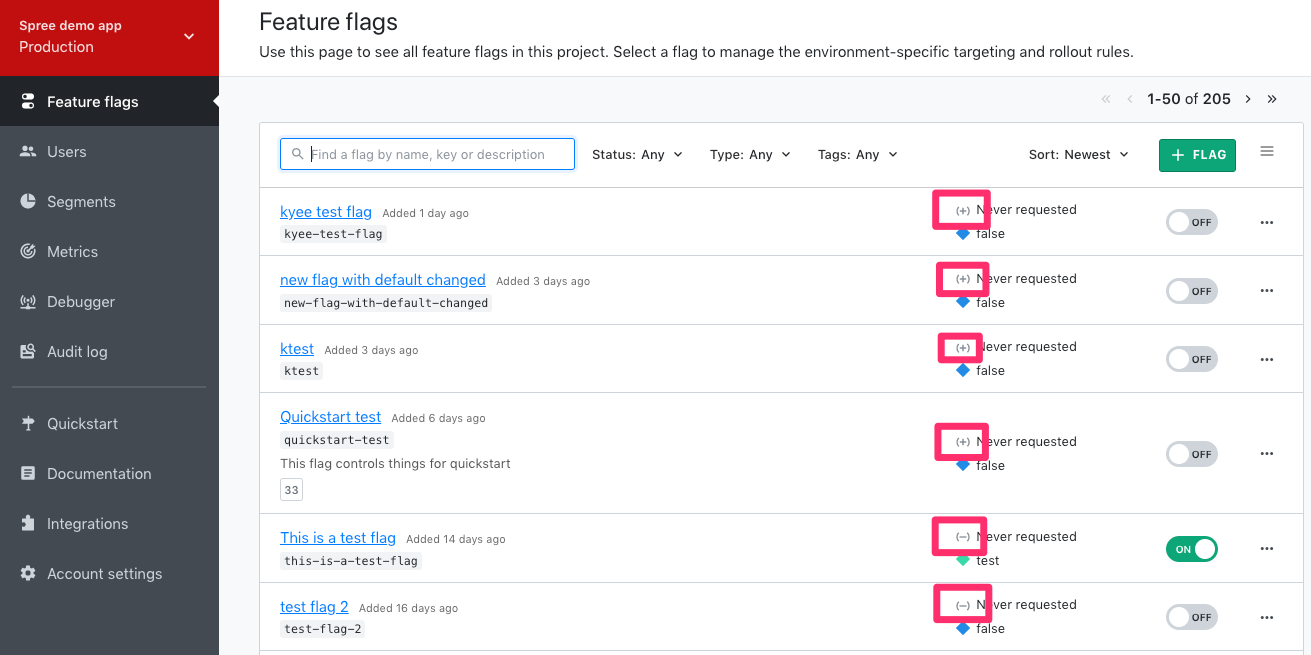 Spree demo app
Production
Feature flags
Users
Segments
Metrics
Debugger
Audit log
Quickstart
Documentation
Integrations
Account settings
Feature flags
Use this page to see all feature flags in this project. Select a flag to manage the environment-specific targeting and rollout rules.
« ‹ 1-50 of 205 › »
Find a flag by name, key or description Status: Any Type: Any Tags: Any Sort: Newest + FLAG
kyee test flag Added 1 day ago (+) Never requested
kyee-test-flag false OFF ...
new flag with default changed Added 3 days ago (+) Never requested
new-flag-with-default-changed false OFF ...
ktest Added 3 days ago (+) Never requested
ktest false OFF ...
Quickstart test Added 6 days ago
quickstart-test (+) Never requested
This flag controls things for quickstart false OFF ...
33
This is a test flag Added 14 days ago (−) Never requested
this-is-a-test-flag test ON ...
test flag 2 Added 16 days ago (−) Never requested
test-flag-2 false OFF ...